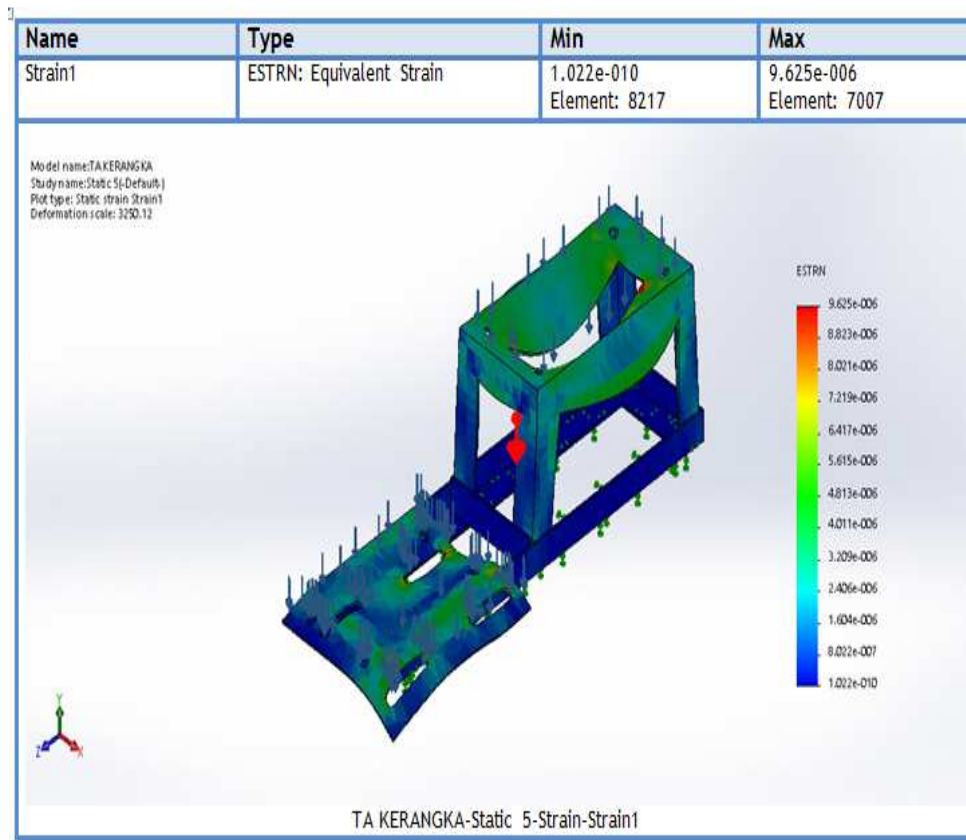 Name Type Min Max
Strain1 ESTRN: Equivalent Strain 1.022e-010 9.625e-006
Element: 8217 Element: 7007
Model name:TA KERANGKA
Study name:Static 5(-Default-)
Plot type: Static strain Strain1
Deformation scale: 3250.12
ESTRN
9.625e-006
8.823e-006
8.021e-006
7.219e-006
6.417e-006
5.615e-006
4.813e-006
4.011e-006
3.209e-006
2.406e-006
1.604e-006
8.022e-007
1.022e-010
Y
Z X
TA KERANGKA-Static 5-Strain-Strain1